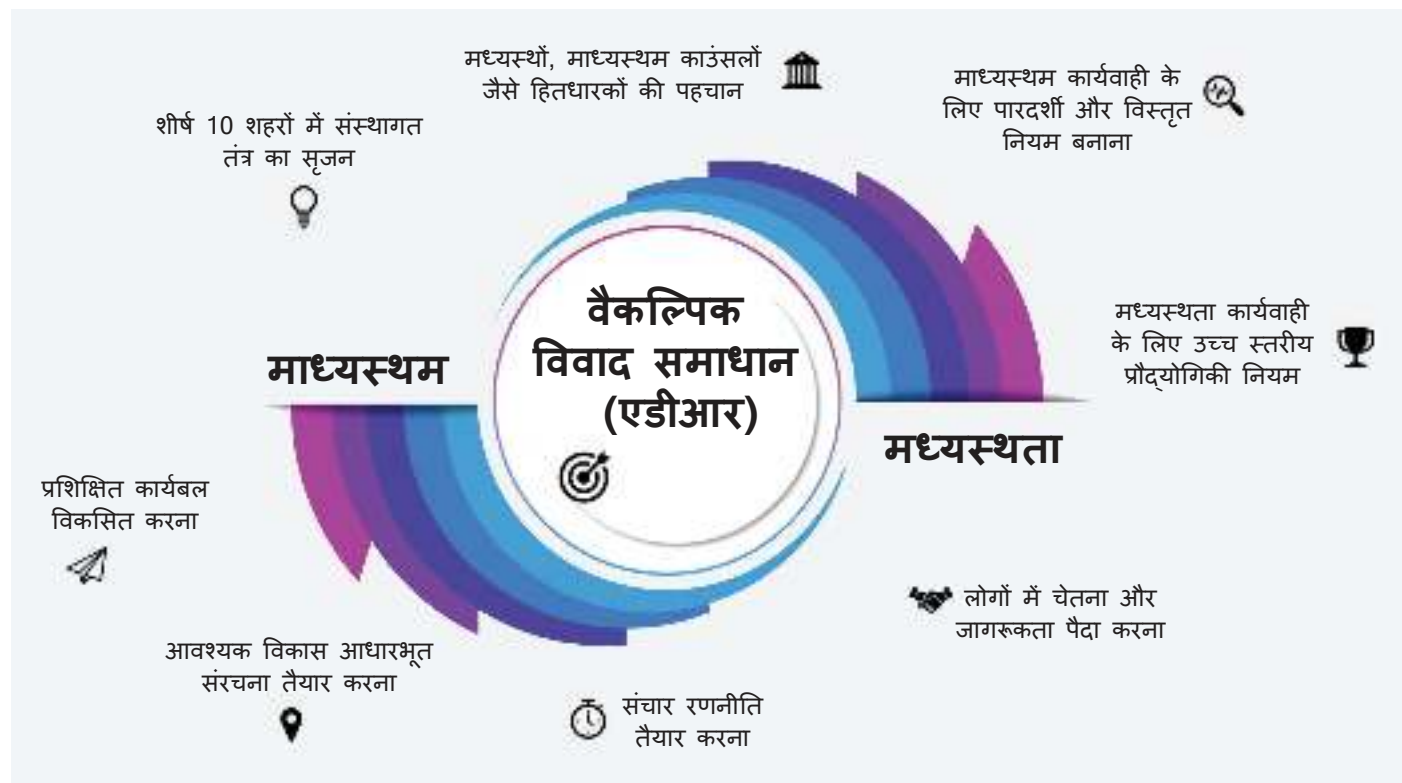 मध्यस्थों, माध्यस्थम काउंसलों
जैसे हितधारकों की पहचान
माध्यस्थम कार्यवाही के
लिए पारदर्शी और विस्तृत
नियम बनाना
शीर्ष 10 शहरों में संस्थागत
तंत्र का सृजन
वैकल्पिक
विवाद समाधान
(एडीआर)
मध्यस्थता कार्यवाही
के लिए उच्च स्तरीय
प्रौद्योगिकी नियम
माध्यस्थम
मध्यस्थता
प्रशिक्षित कार्यबल
विकसित करना
लोगों में चेतना और
जागरूकता पैदा करना
आवश्यक विकास आधारभूत
संरचना तैयार करना
संचार रणनीति
तैयार करना